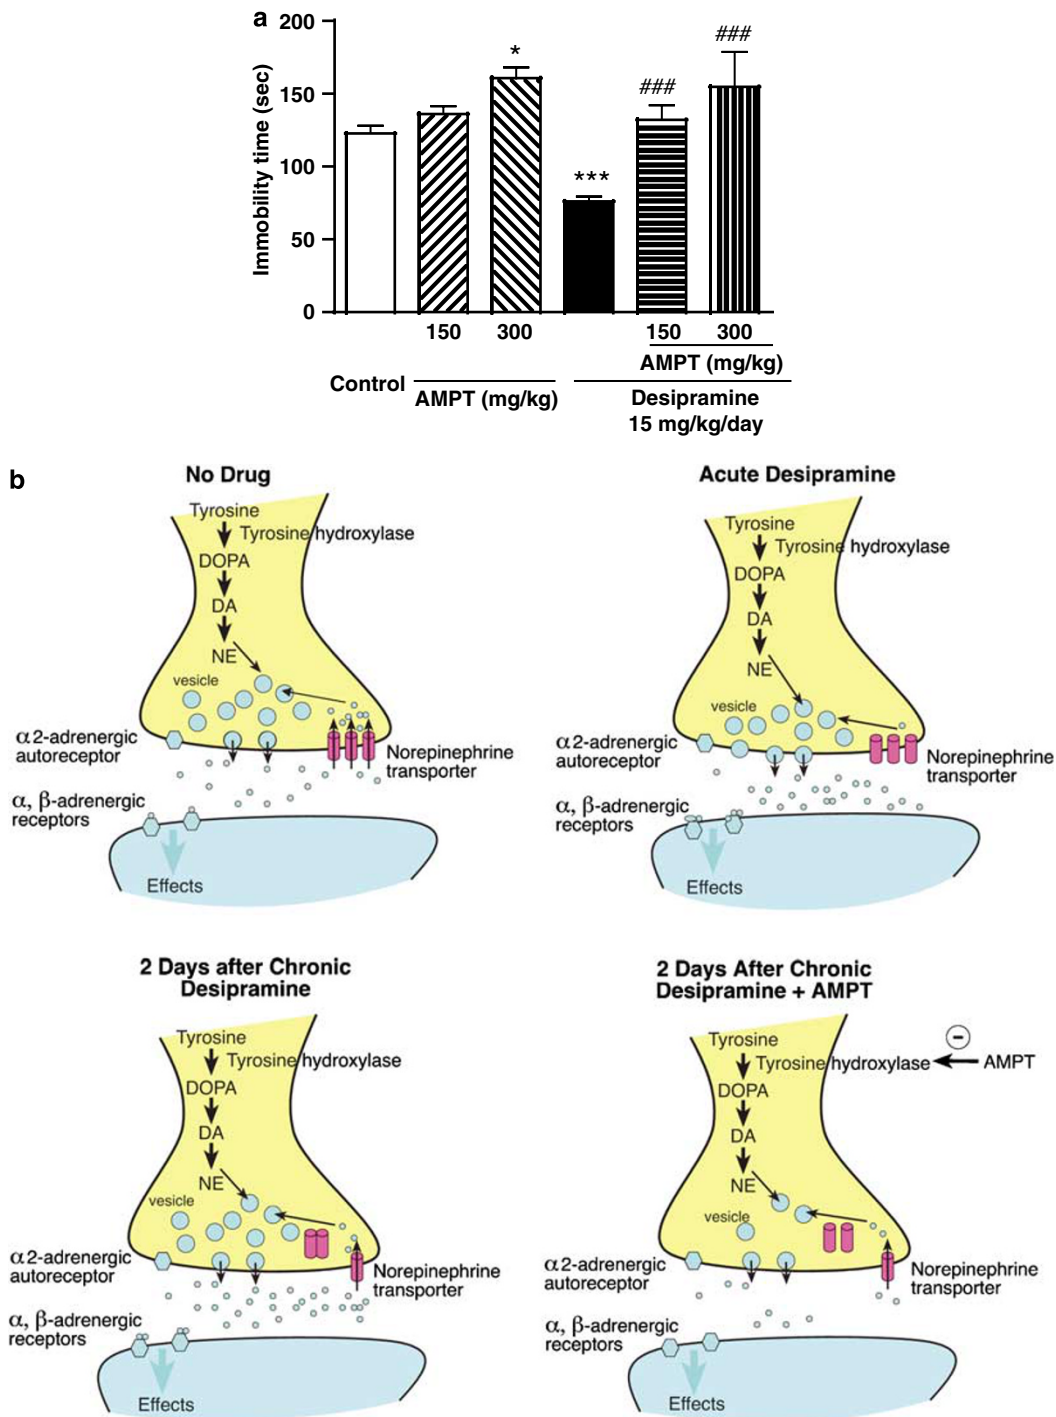 a
200
150
100
50
0
Immobility time (sec)
*
***
###
###
150
300
150
300
AMPT (mg/kg)
Control
AMPT (mg/kg)
Desipramine
15 mg/kg/day
b
No Drug
Tyrosine
Tyrosine hydroxylase
DOPA
DA
NE
vesicle
α2-adrenergic
autoreceptor
Norepinephrine
transporter
α, β-adrenergic
receptors
Effects
Acute Desipramine
Tyrosine
Tyrosine hydroxylase
DOPA
DA
NE
vesicle
α2-adrenergic
autoreceptor
Norepinephrine
transporter
α, β-adrenergic
receptors
Effects
2 Days after Chronic
Desipramine
Tyrosine
Tyrosine hydroxylase
DOPA
DA
NE
vesicle
α2-adrenergic
autoreceptor
Norepinephrine
transporter
α, β-adrenergic
receptors
Effects
2 Days After Chronic
Desipramine + AMPT
Tyrosine
−
Tyrosine hydroxylase
AMPT
DOPA
DA
NE
vesicle
α2-adrenergic
autoreceptor
Norepinephrine
transporter
α, β-adrenergic
receptors
Effects